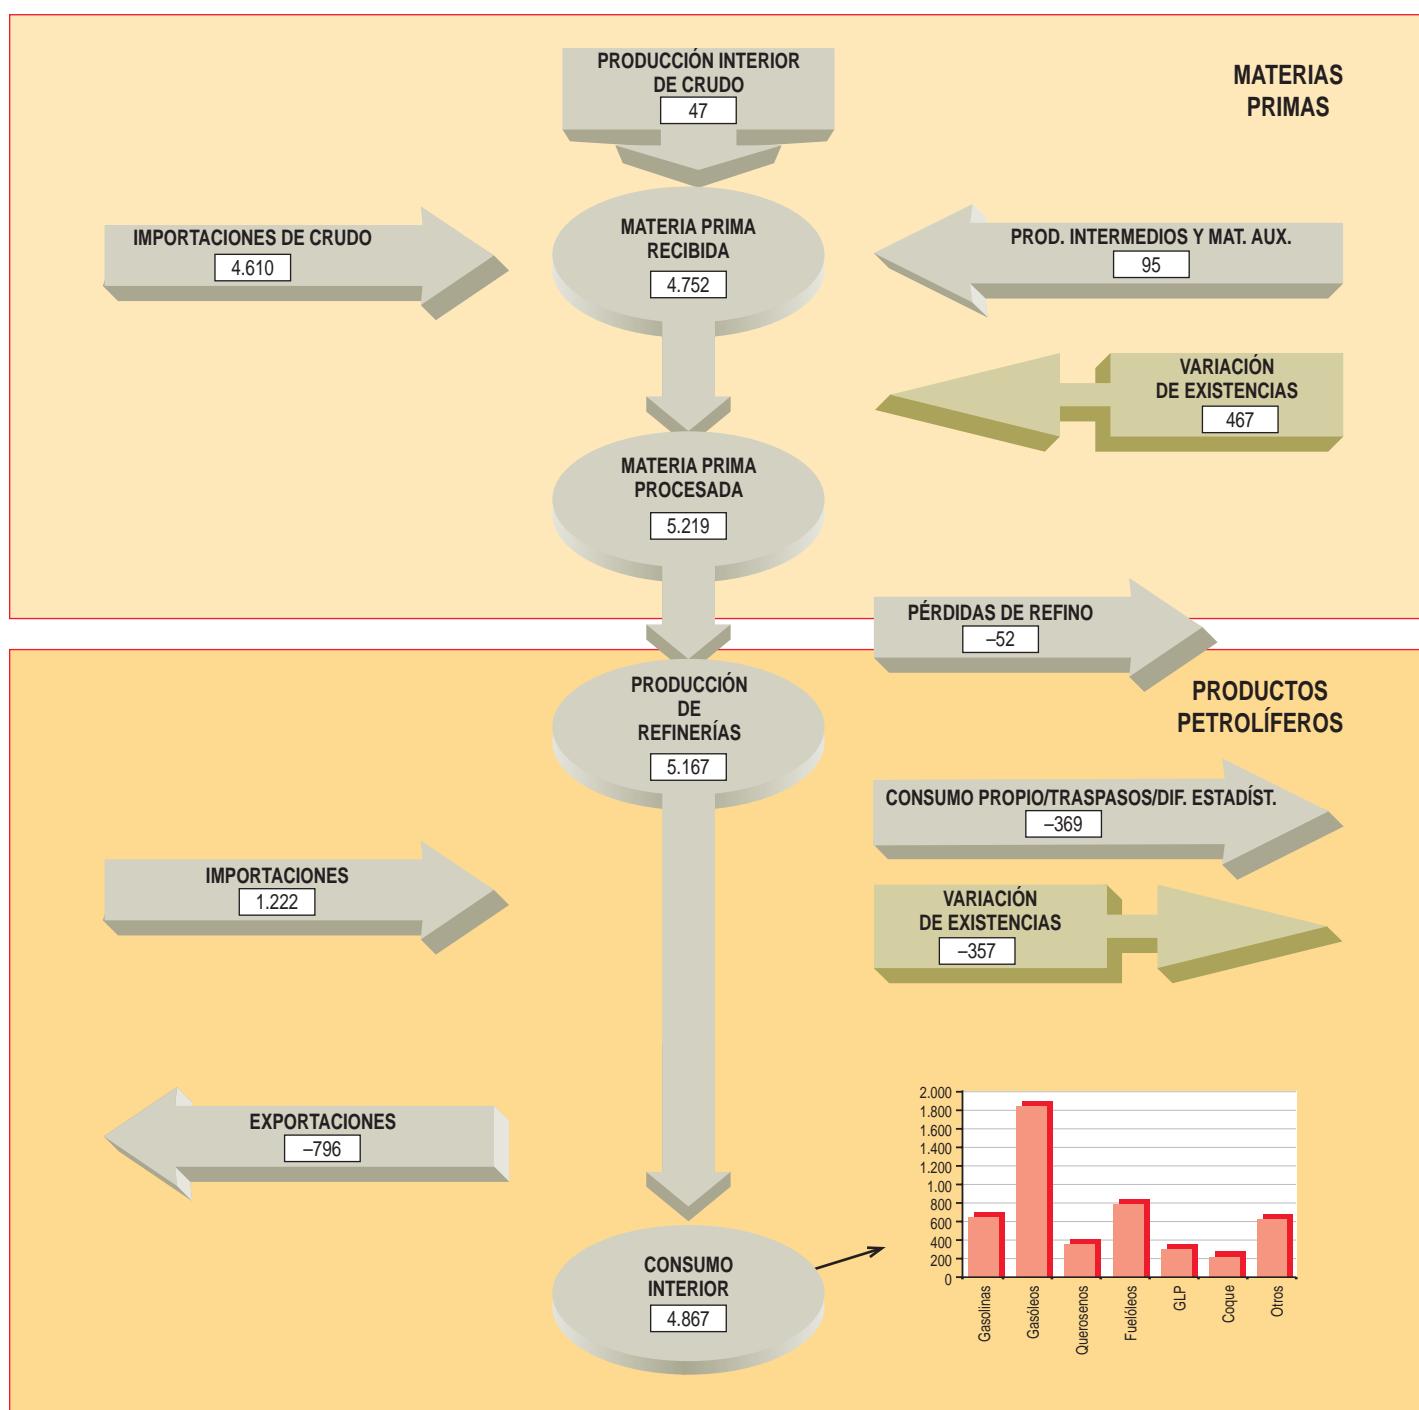 PRODUCCIÓN INTERIOR
DE CRUDO
47
MATERIAS
PRIMAS
IMPORTACIONES DE CRUDO
4.610
MATERIA PRIMA
RECIBIDA
4.752
PROD. INTERMEDIOS Y MAT. AUX.
95
VARIACIÓN
DE EXISTENCIAS
467
MATERIA PRIMA
PROCESADA
5.219
PÉRDIDAS DE REFINO
–52
PRODUCCIÓN
DE
REFINERÍAS
5.167
PRODUCTOS
PETROLÍFEROS
CONSUMO PROPIO/TRASPASOS/DIF. ESTADÍST.
–369
IMPORTACIONES
1.222
VARIACIÓN
DE EXISTENCIAS
–357
EXPORTACIONES
–796
CONSUMO
INTERIOR
4.867
2.000
1.800
1.600
1.400
1.200
1.00
800
600
400
200
0
Gasolinas
Gasóleos
Querosenos
Fuelóleos
GLP
Coque
Otros